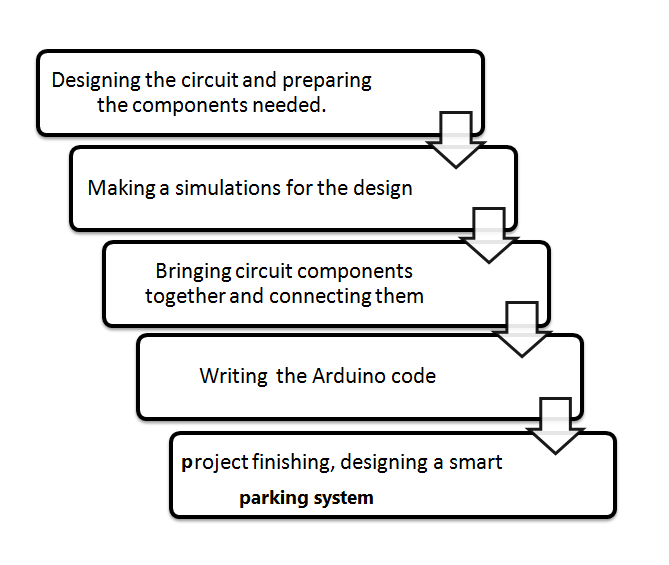 Designing the circuit and preparing
the components needed.
Making a simulations for the design
Bringing circuit components
together and connecting them
Writing the Arduino code
project finishing, designing a smart
parking system